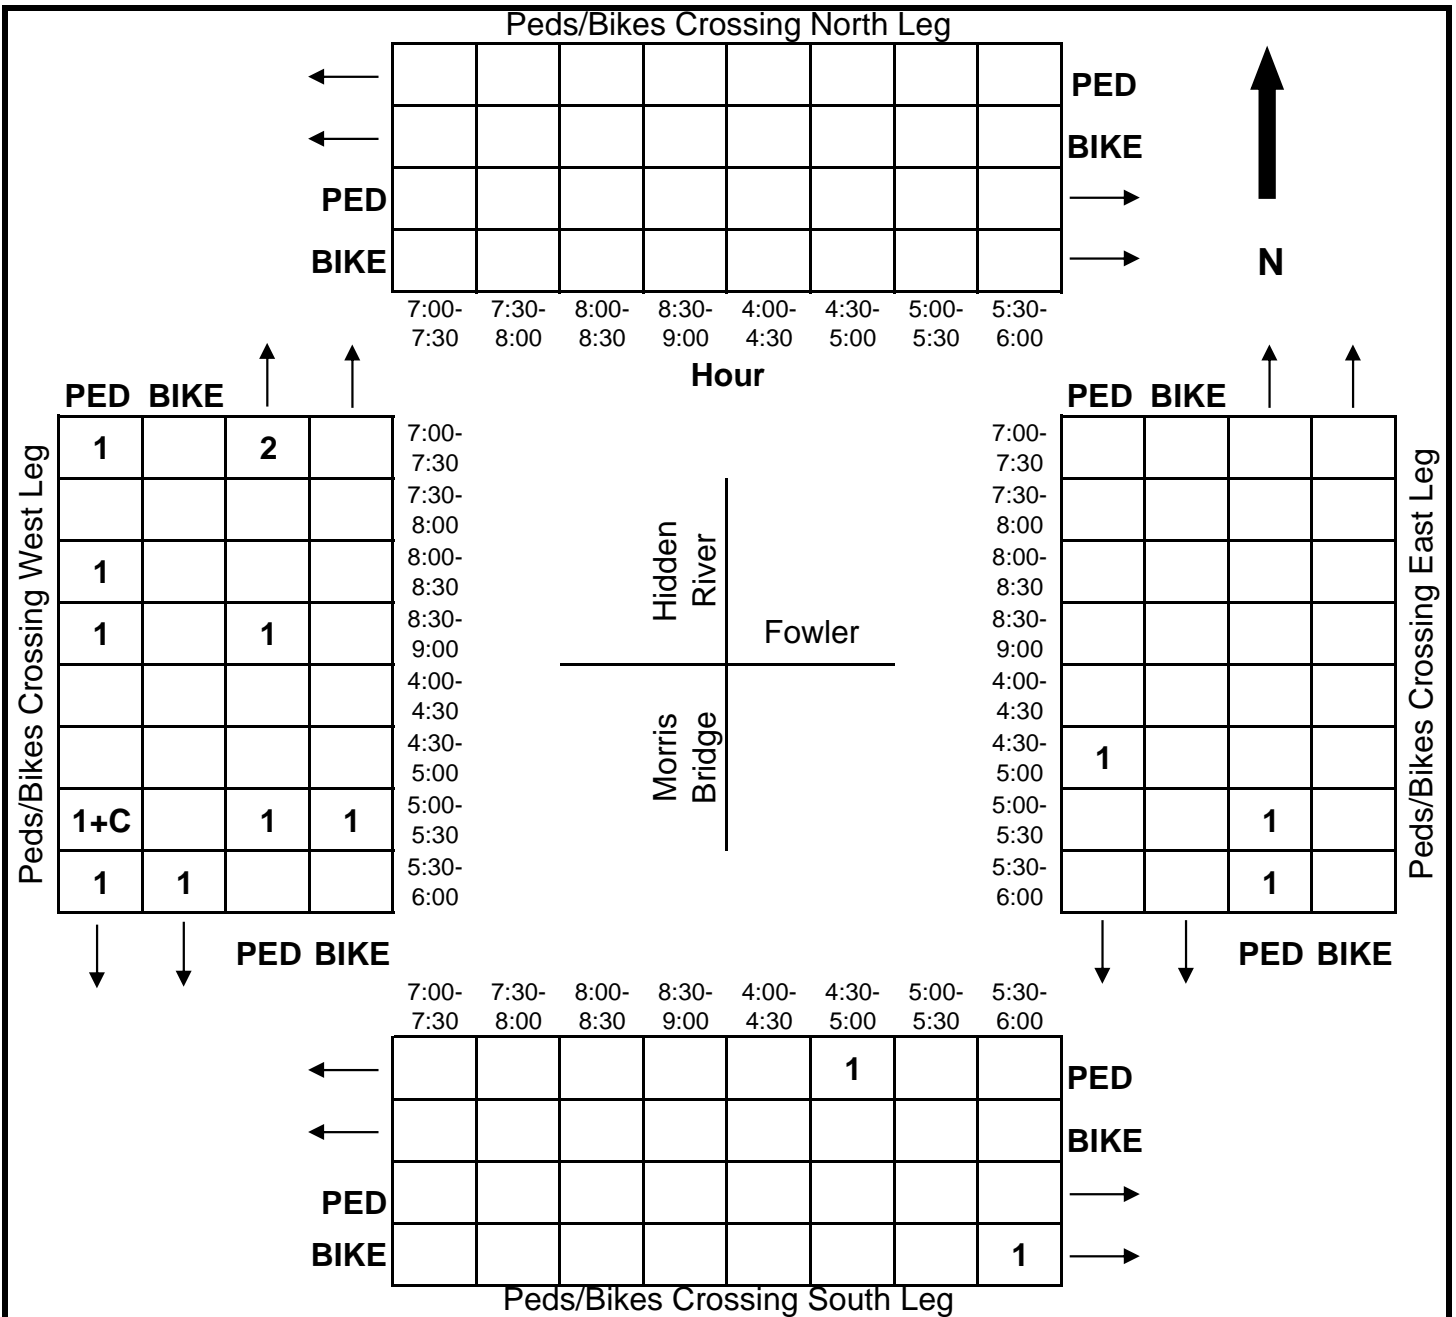 Peds/Bikes Crossing North Leg
PED
BIKE
PED
BIKE
N
7:00- 7:30- 8:00- 8:30- 4:00- 4:30- 5:00- 5:30-
7:30 8:00 8:30 9:00 4:30 5:00 5:30 6:00
Hour
PED BIKE
Peds/Bikes Crossing West Leg
1 2
1
1 1
1+C 1 1
1 1
7:00-
7:30
7:30-
8:00
8:00-
8:30
8:30-
9:00
4:00-
4:30
4:30-
5:00
5:00-
5:30
5:30-
6:00
PED BIKE
Hidden
River
Fowler
Morris
Bridge
PED BIKE
7:00-
7:30
7:30-
8:00
8:00-
8:30
8:30-
9:00
4:00-
4:30
4:30-
5:00
5:00-
5:30
5:30-
6:00
1
1
1
Peds/Bikes Crossing East Leg
PED BIKE
7:00- 7:30- 8:00- 8:30- 4:00- 4:30- 5:00- 5:30-
7:30 8:00 8:30 9:00 4:30 5:00 5:30 6:00
1 PED
BIKE
PED
BIKE 1
Peds/Bikes Crossing South Leg